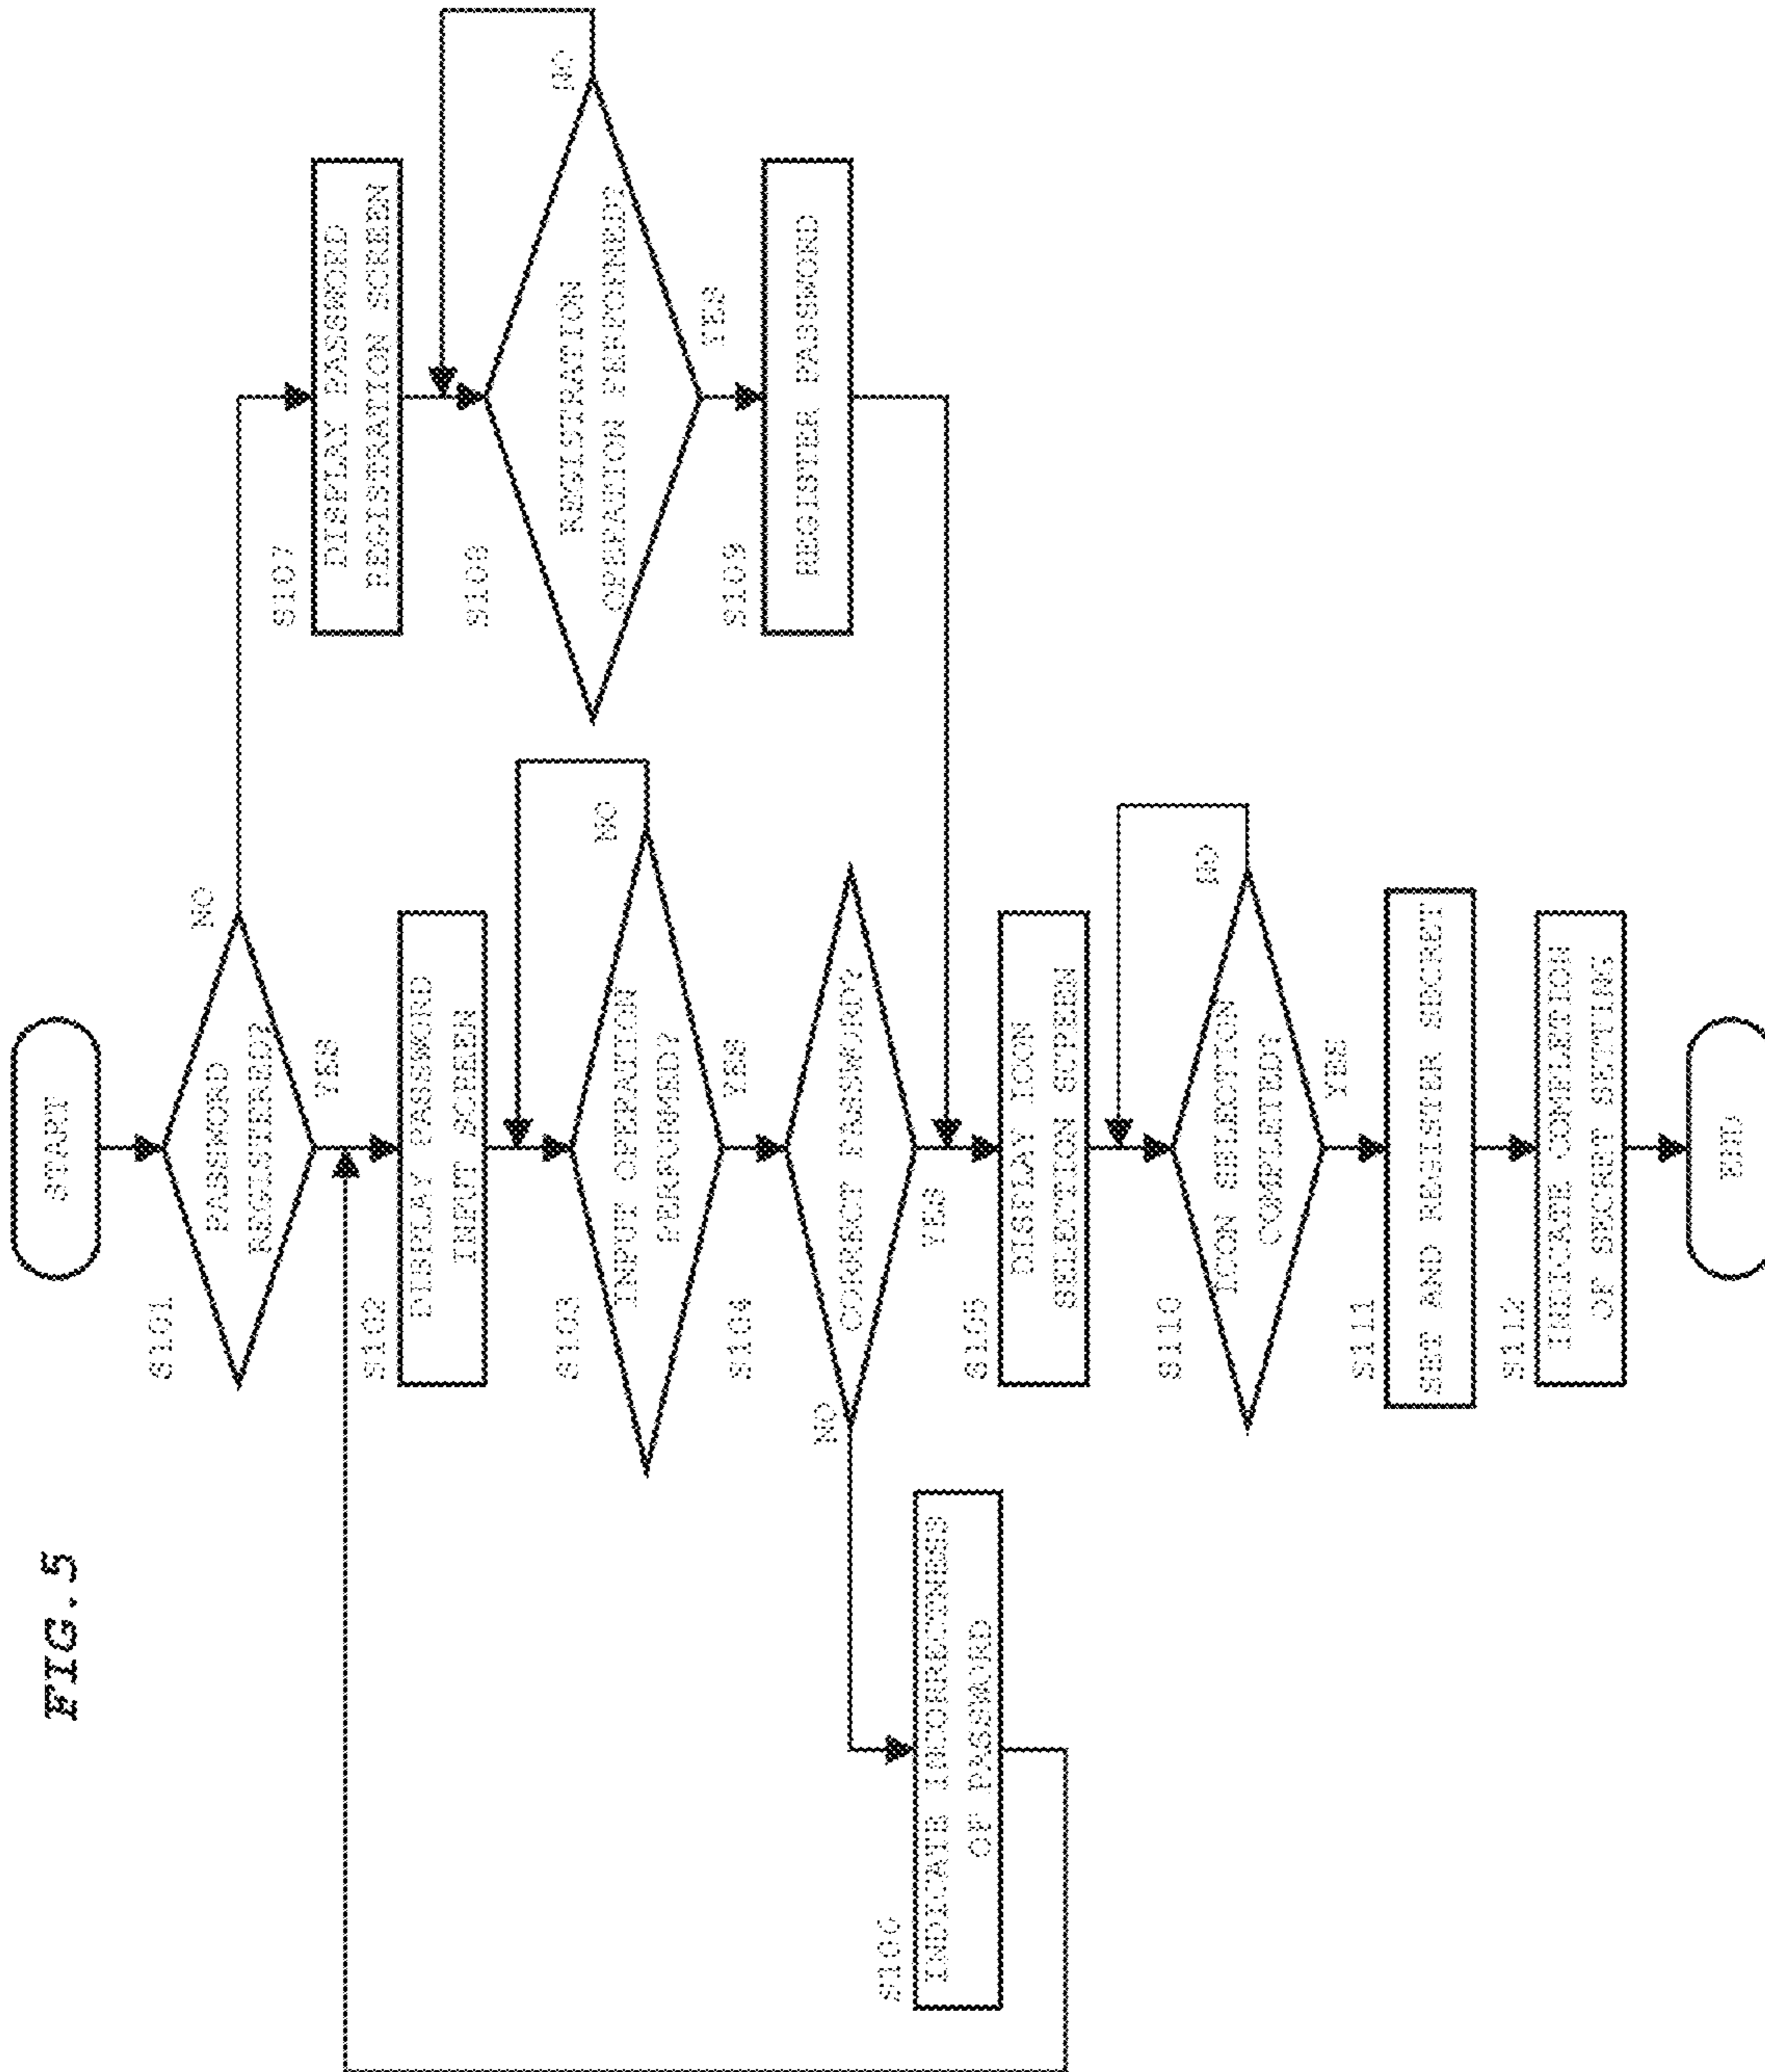 FIG. 5
START
S101
PASSWORD
REGISTERED?
NO
YES
S102
DISPLAY PASSWORD
INPUT SCREEN
S103
INPUT OPERATION
PERFORMED?
NO
YES
S104
CORRECT PASSWORD?
NO
YES
S105
DISPLAY ICON
SELECTION SCREEN
S106
INDICATE INCORRECTNESS
OF PASSWORD
S107
DISPLAY PASSWORD
REGISTRATION SCREEN
S108
REGISTRATION
OPERATION PERFORMED?
NO
YES
S109
REGISTER PASSWORD
S110
ICON SELECTION
COMPLETED?
NO
YES
S111
SET AND REGISTER SECRET
S112
INDICATE COMPLETION
OF SECRET SETTING
END